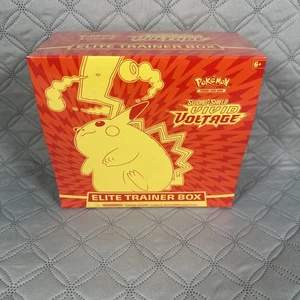 6+
Pokémon
SWORD & SHIELD
VIVID
VOLTAGE
ELITE TRAINER BOX
WARNING: